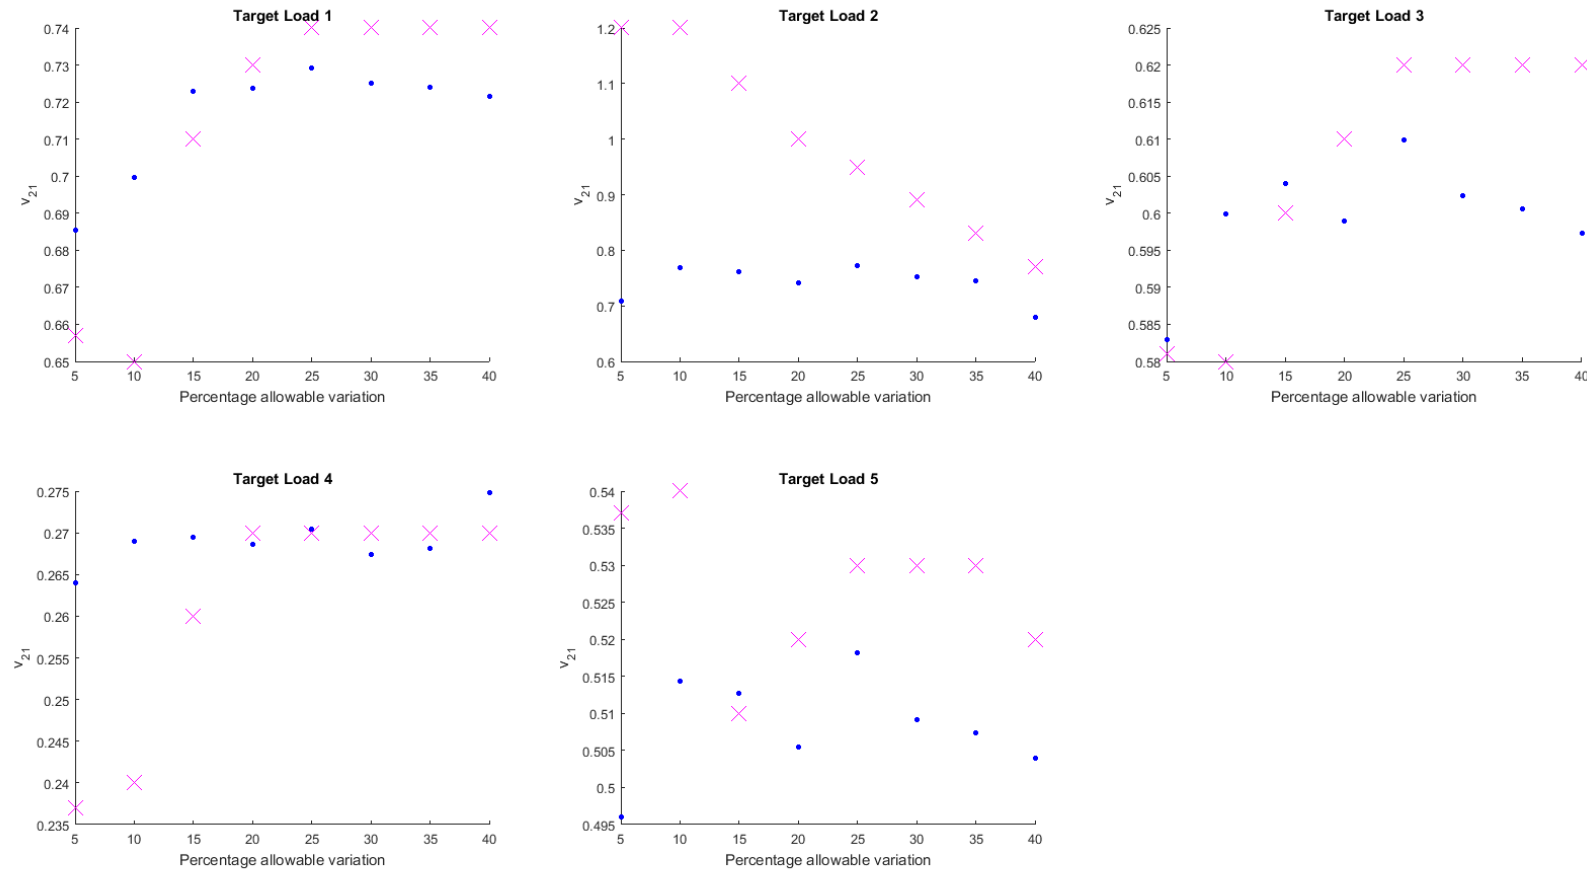 Target Load 1
0.74
0.73
0.72
0.71
0.7
0.69
0.68
0.67
0.66
0.65
v21
5 10 15 20 25 30 35 40
Percentage allowable variation
Target Load 2
1.2
1.1
1
0.9
0.8
0.7
0.6
v21
5 10 15 20 25 30 35 40
Percentage allowable variation
Target Load 3
0.625
0.62
0.615
0.61
0.605
0.6
0.595
0.59
0.585
0.58
v21
5 10 15 20 25 30 35 40
Percentage allowable variation
Target Load 4
0.275
0.27
0.265
0.26
0.255
0.25
0.245
0.24
0.235
v21
5 10 15 20 25 30 35 40
Percentage allowable variation
Target Load 5
0.54
0.535
0.53
0.525
0.52
0.515
0.51
0.505
0.5
0.495
v21
5 10 15 20 25 30 35 40
Percentage allowable variation